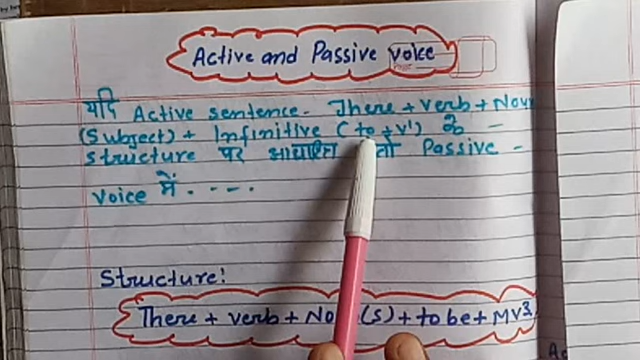 Active and Passive voice
यदि Active sentence. There + verb + Noun
(Subject) + Infinitive (to + v¹) के -
structure पर आधारित तो Passive -
voice में . - - - .
Structure:
There + verb + No (s) + to be + Mv3